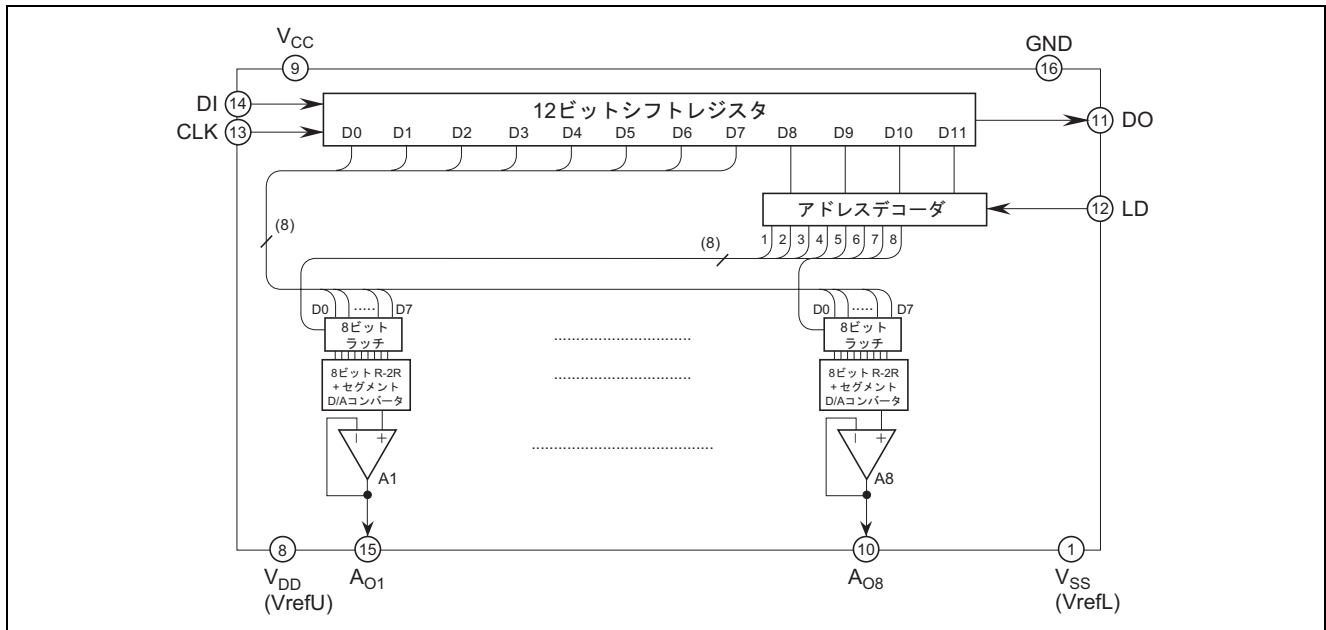 VCC
9
GND
16
DI
14
12ビットシフトレジスタ
CLK
13
D0 D1 D2 D3 D4 D5 D6 D7 D8 D9 D10 D11
11
DO
アドレスデコーダ
12
LD
(8)
(8)
1 2 3 4 5 6 7 8
D0 ..... D7
D0 ..... D7
8ビット
ラッチ
8ビット
ラッチ
8ビット R-2R
+ セグメント
D/Aコンバータ
8ビット R-2R
+ セグメント
D/Aコンバータ
− +
− +
A1
A8
8
15
10
1
VDD
(VrefU)
AO1
AO8
VSS
(VrefL)